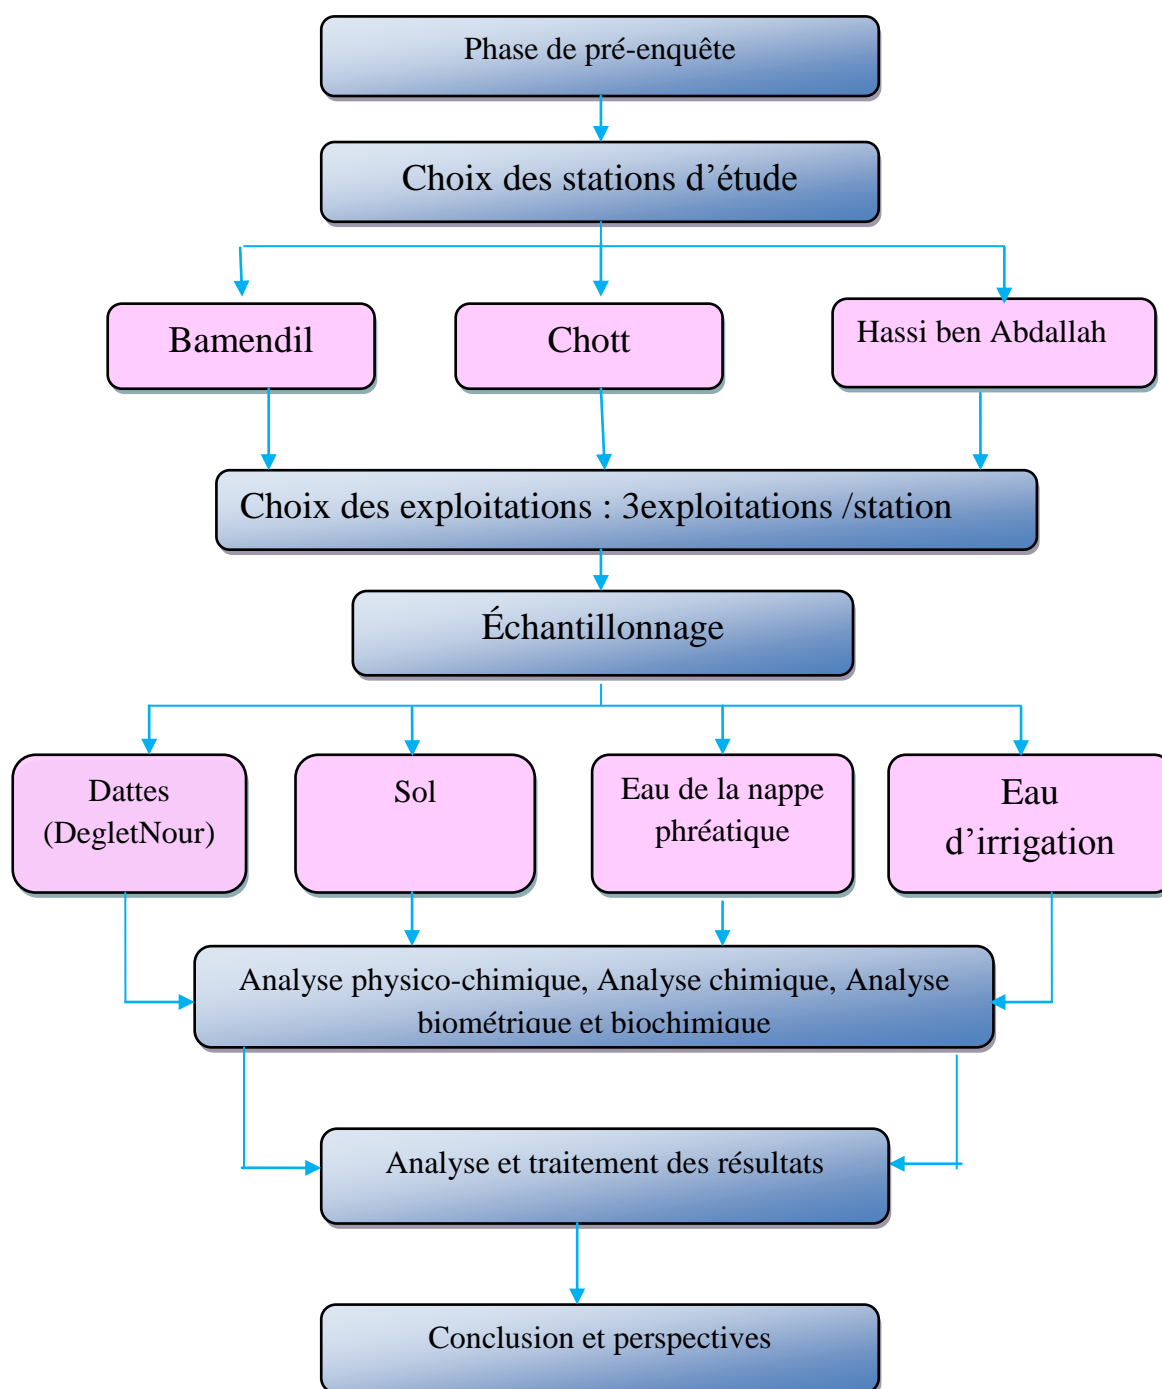 Phase de pré-enquête
Choix des stations d’étude
Bamendil
Chott
Hassi ben Abdallah
Choix des exploitations : 3exploitations /station
Échantillonnage
Dattes
(DegletNour)
Sol
Eau de la nappe
phréatique
Eau
d’irrigation
Analyse physico-chimique, Analyse chimique, Analyse
biométrique et biochimique
Analyse et traitement des résultats
Conclusion et perspectives